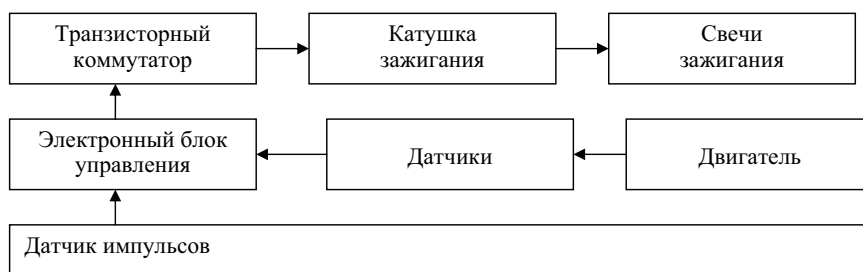 Транзисторный
коммутатор
Катушка
зажигания
Свечи
зажигания
Электронный блок
управления
Датчики
Двигатель
Датчик импульсов